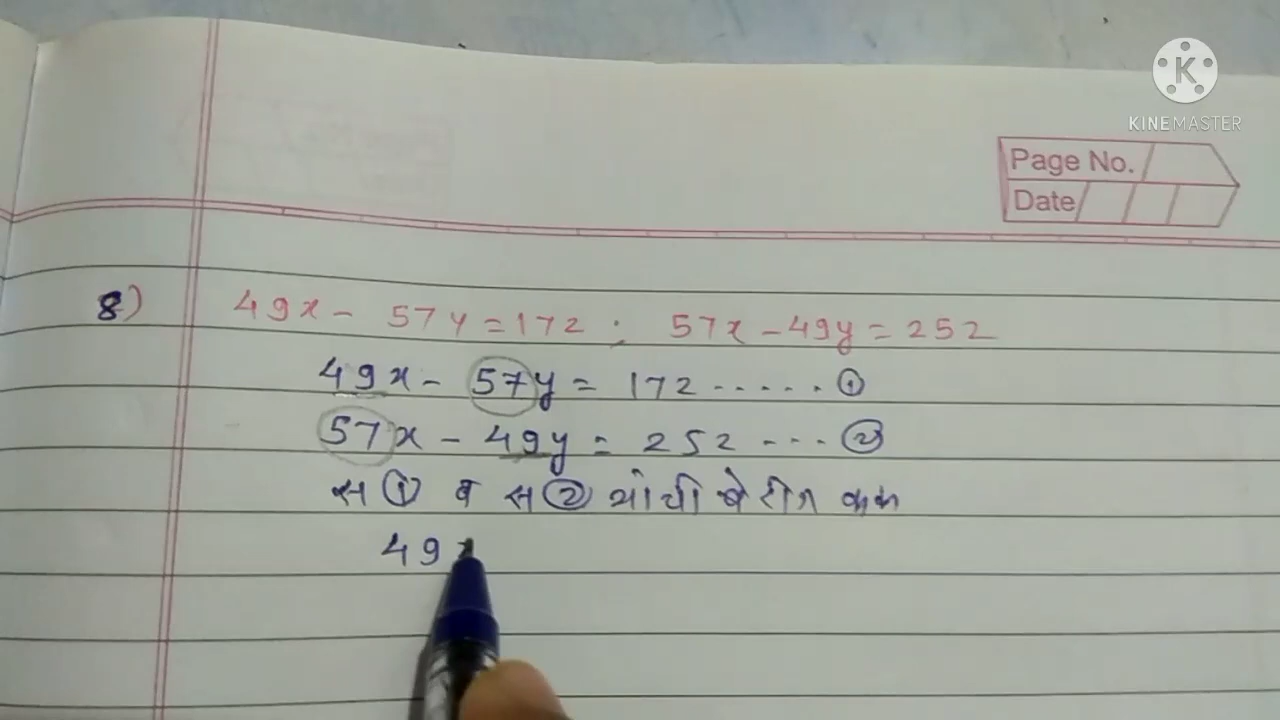 KINEMASTER
Page No.
Date
8) 49x - 57y = 172 ; 57x - 49y = 252
49x - 57y = 172 ..... ①
57x - 49y = 252 ... ②
स ① व स ② यांची बेरीज करू
49x